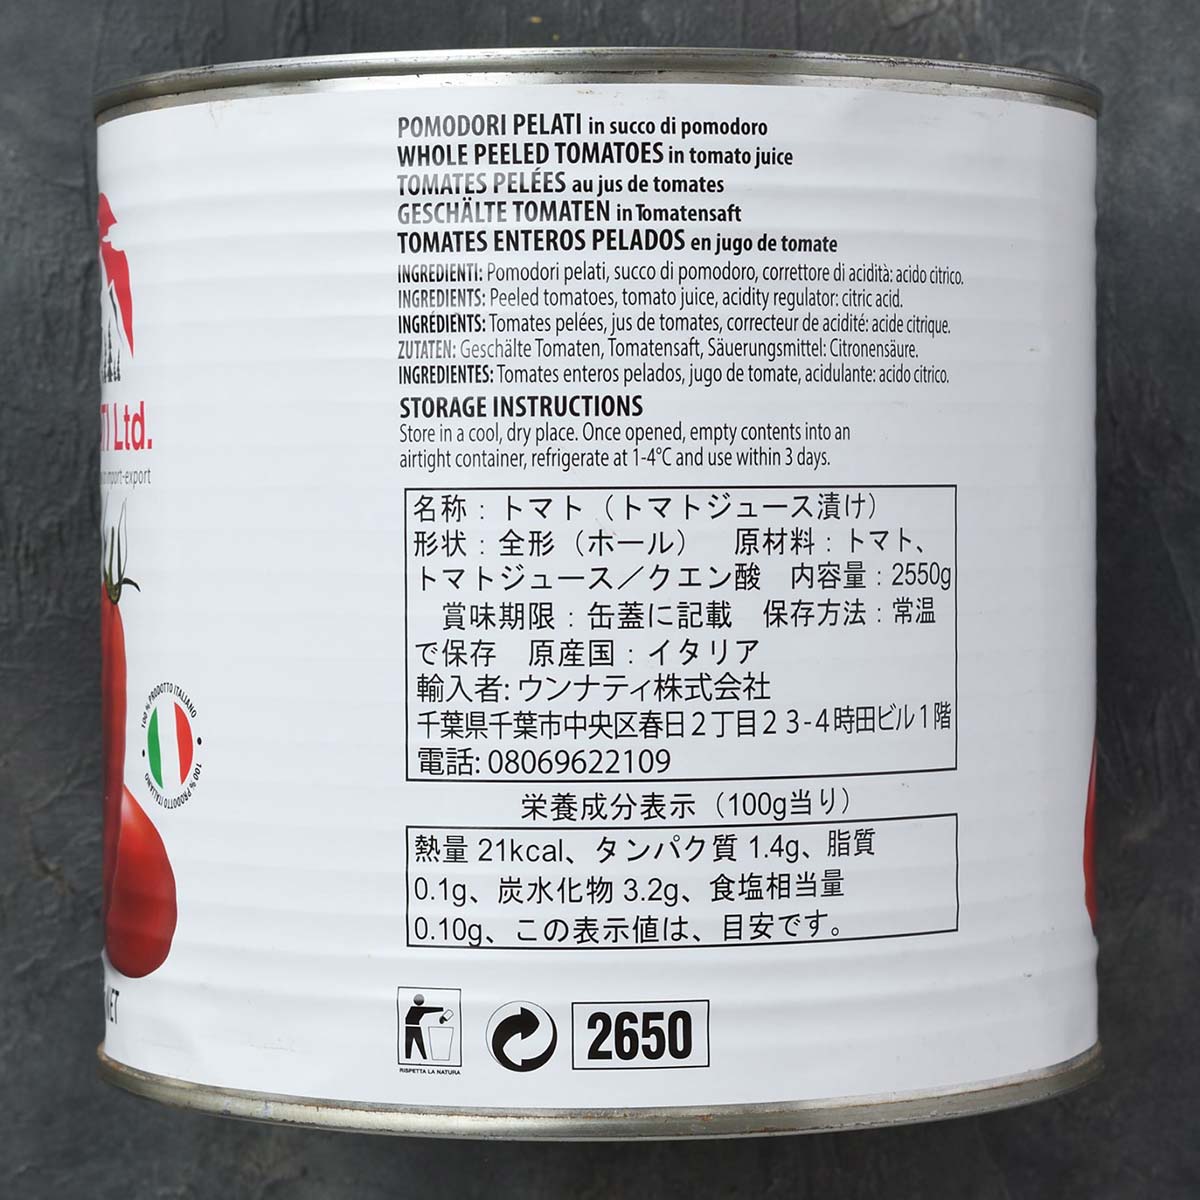 POMODORI PELATI in succo di pomodoro
WHOLE PEELED TOMATOES in tomato juice
TOMATES PELÉES au jus de tomates
GESCHÄLTE TOMATEN in Tomatensaft
TOMATES ENTEROS PELADOS en jugo de tomate
INGREDIENTI: Pomodori pelati, succo di pomodoro, correttore di acidità: acido citrico.
INGREDIENTS: Peeled tomatoes, tomato juice, acidity regulator: citric acid.
INGRÉDIENTS: Tomates pelées, jus de tomates, correcteur de acidité: acide citrique.
ZUTATEN: Geschälte Tomaten, Tomatensaft, Säuerungsmittel: Citronensäure.
INGREDIENTES: Tomates enteros pelados, jugo de tomate, acidulante: acido citrico.
STORAGE INSTRUCTIONS
Store in a cool, dry place. Once opened, empty contents into an
airtight container, refrigerate at 1-4°C and use within 3 days.
名称：トマト（トマトジュース漬け）
形状：全形（ホール） 原材料：トマト、
トマトジュース／クエン酸 内容量：2550g
賞味期限：缶蓋に記載 保存方法：常温
で保存 原産国：イタリア
輸入者: ウンナティ株式会社
千葉県千葉市中央区春日２丁目２３-４時田ビル１階
電話: 08069622109
栄養成分表示（100g当り）
熱量 21kcal、タンパク質 1.4g、脂質
0.1g、炭水化物 3.2g、食塩相当量
0.10g、この表示値は、目安です。
Ltd.
import-export
100 % PRODOTTO ITALIANO
100 % PRODOTTO ITALIANO
RISPETTA LA NATURA
2650